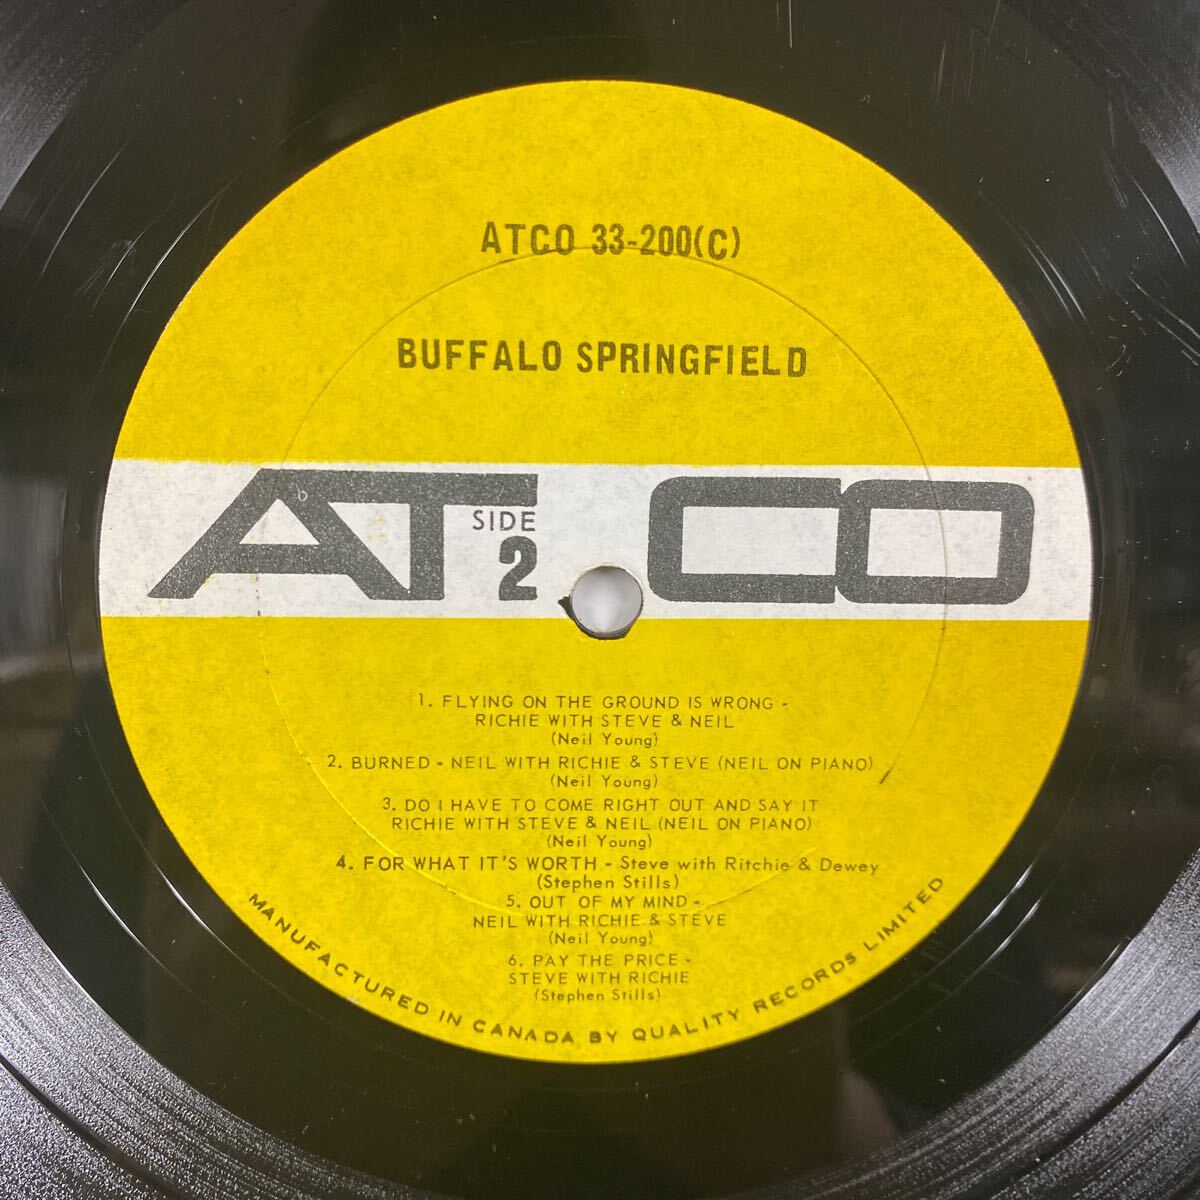 ATCO 33-200(C)
BUFFALO SPRINGFIELD
ATCO
SIDE
2
1. FLYING ON THE GROUND IS WRONG -
RICHIE WITH STEVE & NEIL
(Neil Young)
2. BURNED - NEIL WITH RICHIE & STEVE (NEIL ON PIANO)
(Neil Young)
3. DO I HAVE TO COME RIGHT OUT AND SAY IT
RICHIE WITH STEVE & NEIL (NEIL ON PIANO)
(Neil Young)
4. FOR WHAT IT'S WORTH - Steve with Ritchie & Dewey
(Stephen Stills)
5. OUT OF MY MIND -
NEIL WITH RICHIE & STEVE
(Neil Young)
6. PAY THE PRICE -
STEVE WITH RICHIE
(Stephen Stills)
MANUFACTURED IN CANADA BY QUALITY RECORDS LIMITED